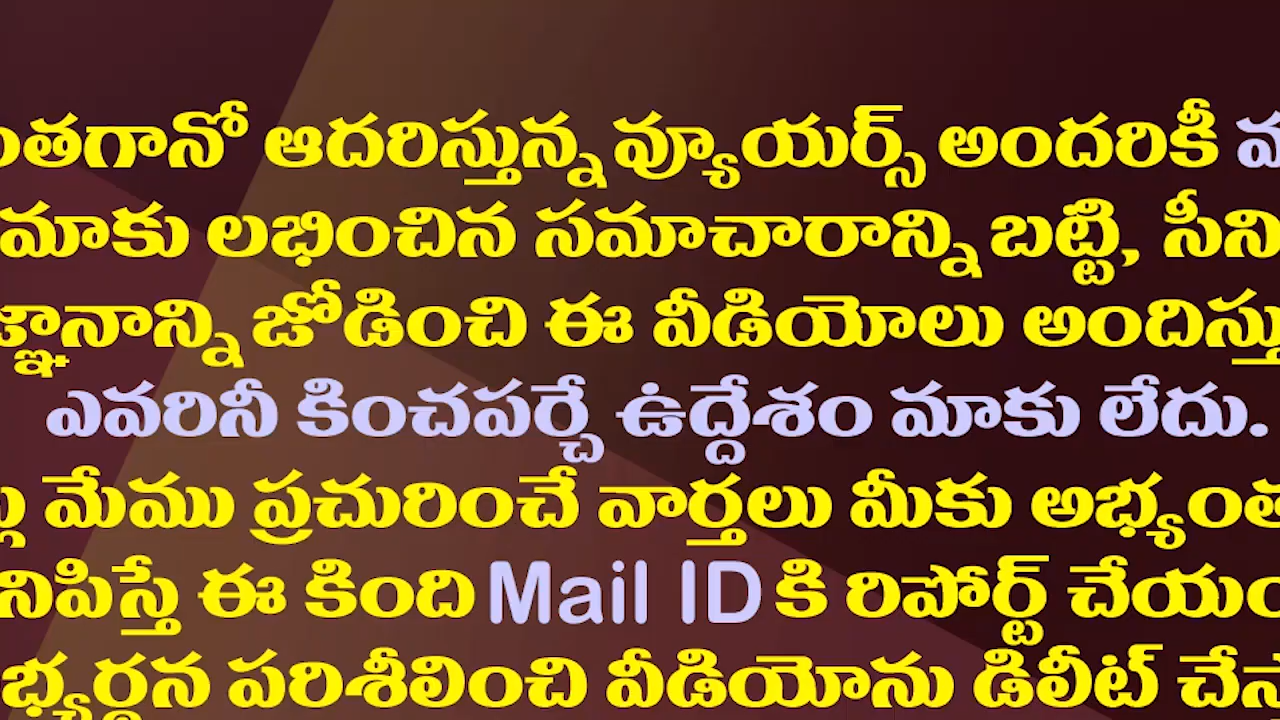 ంతగానో ఆదరిస్తున్న వ్యూయర్స్ అందరికీ
మాకు లభించిన సమాచారాన్ని బట్టి, సీని
జ్ఞానాన్ని జోడించి ఈ వీడియోలు అందిస్తు
ఎవరినీ కించపర్చే ఉద్దేశం మాకు లేదు.
మేము ప్రచురించే వార్తలు మీకు అభ్యంత
నిపిస్తే ఈ కింది Mail ID కి రిపోర్ట్ చేయం
భ్యర్థన పరిశీలించి వీడియోను డిలీట్ చేస